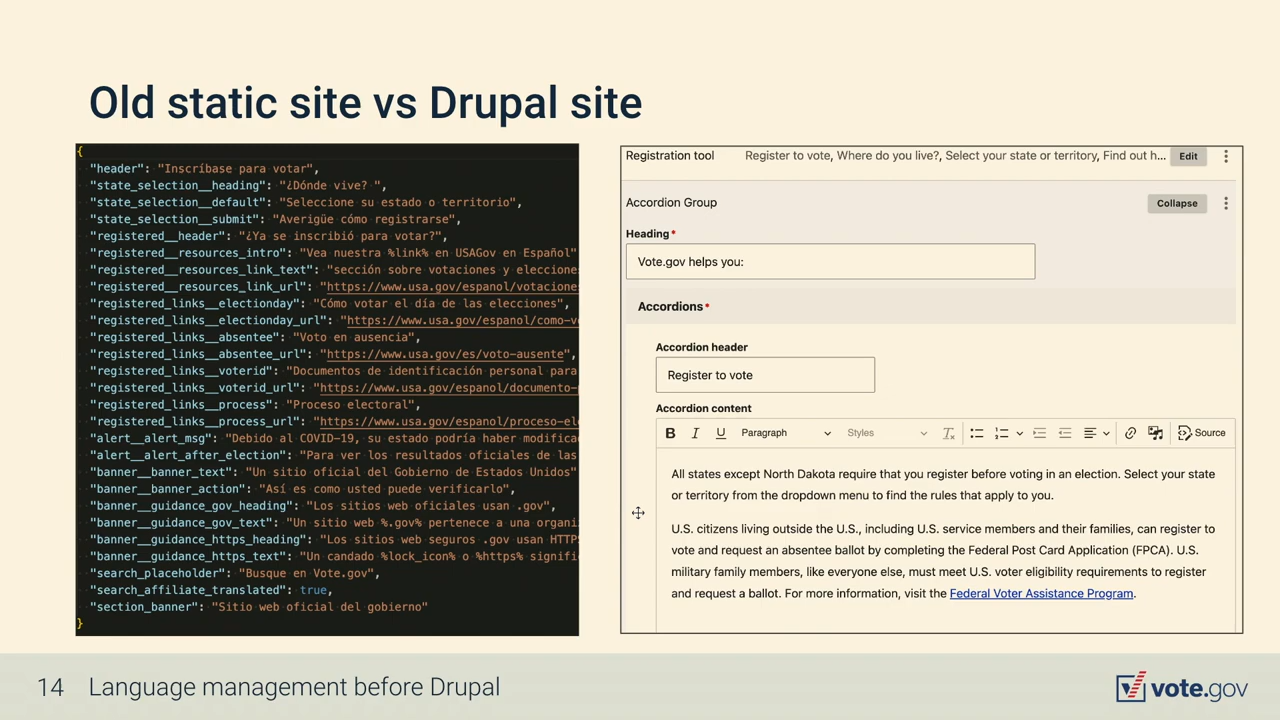 Old static site vs Drupal site
{
"header": "Inscríbase para votar",
"state_selection__heading": "¿Dónde vive? ",
"state_selection__default": "Seleccione su estado o territorio",
"state_selection__submit": "Averigüe cómo registrarse",
"registered__header": "¿Ya se inscribió para votar?",
"registered__resources_intro": "Vea nuestra %link% en USAGov en Español"
"registered__resources_link_text": "sección sobre votaciones y elecciones
"registered__resources_link_url": "https://www.usa.gov/espanol/votaciones
"registered_links__electionday": "Cómo votar el día de las elecciones",
"registered_links__electionday_url": "https://www.usa.gov/espanol/como-v
"registered_links__absentee": "Voto en ausencia",
"registered_links__absentee_url": "https://www.usa.gov/es/voto-ausente",
"registered_links__voterid": "Documentos de identificación personal para
"registered_links__voterid_url": "https://www.usa.gov/espanol/documento-
"registered_links__process": "Proceso electoral",
"registered_links__process_url": "https://www.usa.gov/espanol/proceso-ele
"alert__alert_msg": "Debido al COVID-19, su estado podría haber modifica
"alert__alert_after_election": "Para ver los resultados oficiales de las
"banner__banner_text": "Un sitio oficial del Gobierno de Estados Unidos"
"banner__banner_action": "Así es como usted puede verificarlo",
"banner__guidance_gov_heading": "Los sitios web oficiales usan .gov",
"banner__guidance_gov_text": "Un sitio web %.gov% pertenece a una organi
"banner__guidance_https_heading": "Los sitios web seguros .gov usan HTTP
"banner__guidance_https_text": "Un candado %lock_icon% o %https% signifi
"search_placeholder": "Busque en Vote.gov",
"search_affiliate_translated": true,
"section_banner": "Sitio web oficial del gobierno"
}
Registration tool Register to vote, Where do you live?, Select your state or territory, Find out h... Edit
Accordion Group Collapse
Heading*
Vote.gov helps you:
Accordions*
Accordion header
Register to vote
Accordion content
B I U Paragraph Styles Source
All states except North Dakota require that you register before voting in an election. Select your state
or territory from the dropdown menu to find the rules that apply to you.
U.S. citizens living outside the U.S., including U.S. service members and their families, can register to
vote and request an absentee ballot by completing the Federal Post Card Application (FPCA). U.S.
military family members, like everyone else, must meet U.S. voter eligibility requirements to register
and request a ballot. For more information, visit the Federal Voter Assistance Program.
14 Language management before Drupal
vote.gov